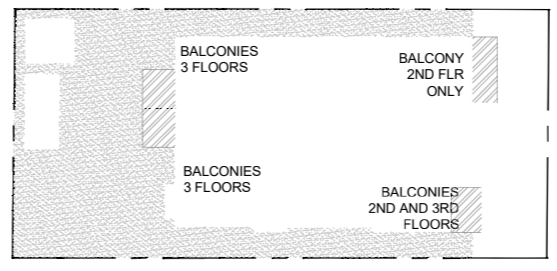 BALCONIES
3 FLOORS
BALCONY
2ND FLR
ONLY
BALCONIES
3 FLOORS
BALCONIES
2ND AND 3RD
FLOORS